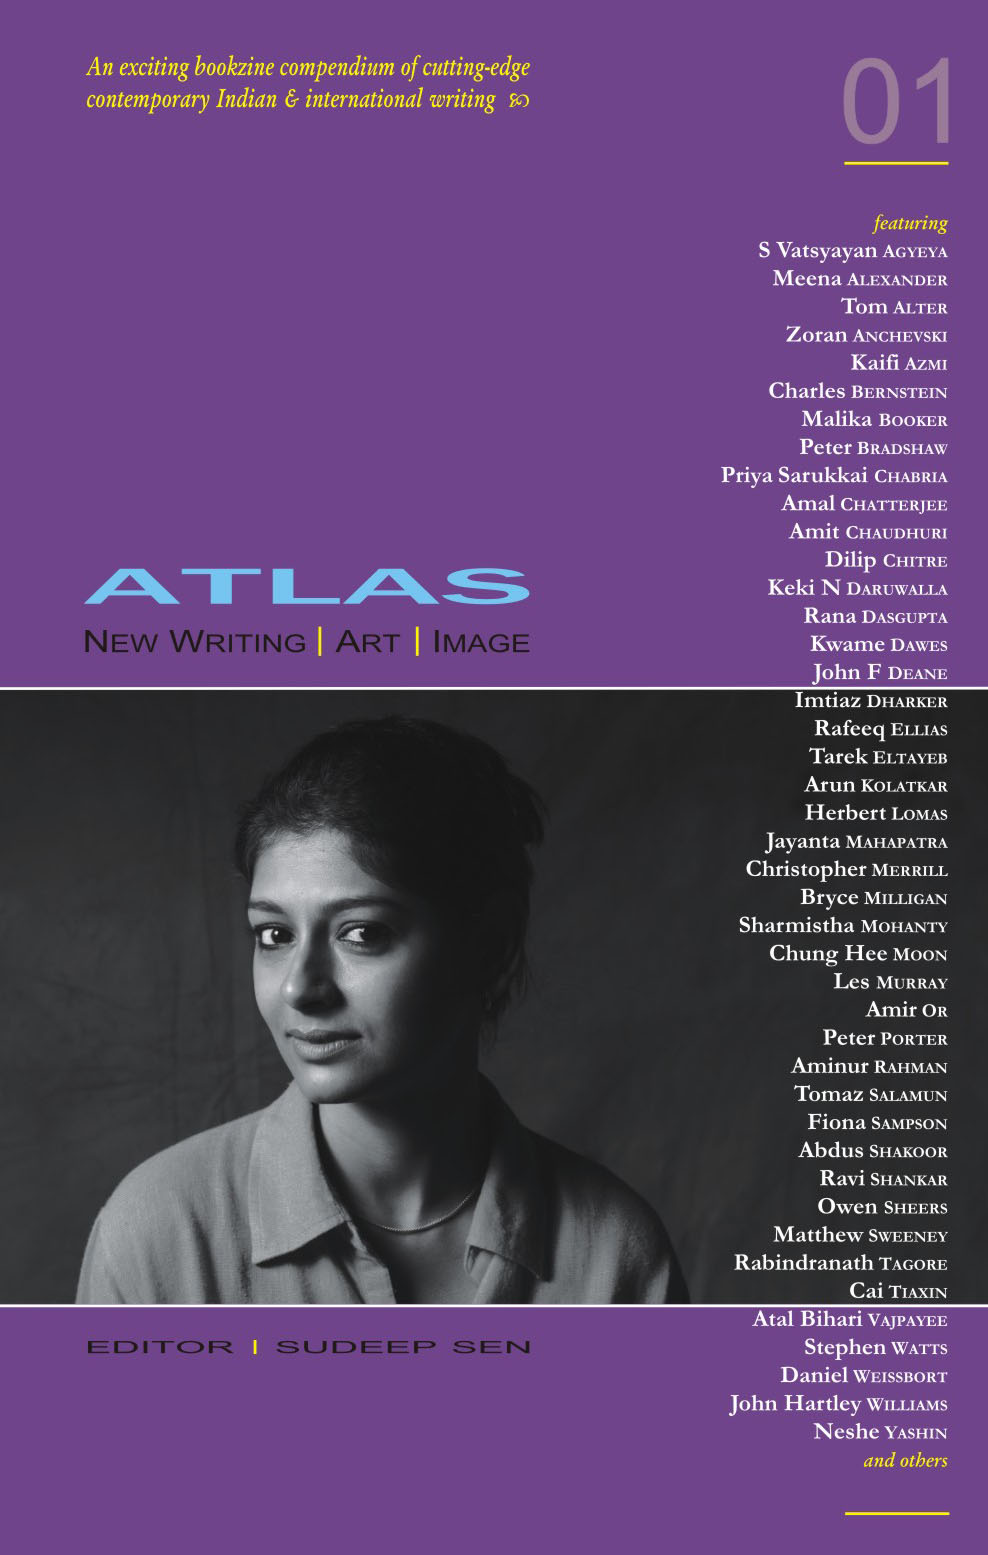 An exciting bookzine compendium of cutting-edge
contemporary Indian & international writing
01
featuring
S Vatsyayan AGYEYA
Meena ALEXANDER
Tom ALTER
Zoran ANCHEVSKI
Kaifi AZMI
Charles BERNSTEIN
Malika BOOKER
Peter BRADSHAW
Priya Sarukkai CHABRIA
Amal CHATTERJEE
Amit CHAUDHURI
Dilip CHITRE
Keki N DARUWALLA
Rana DASGUPTA
Kwame DAWES
John F DEANE
Imtiaz DHARKER
Rafeeq ELLIAS
Tarek ELTAYEB
Arun KOLATKAR
Herbert LOMAS
Jayanta MAHAPATRA
Christopher MERRILL
Bryce MILLIGAN
Sharmistha MOHANTY
Chung Hee MOON
Les MURRAY
Amir OR
Peter PORTER
Aminur RAHMAN
Tomaz SALAMUN
Fiona SAMPSON
Abdus SHAKOOR
Ravi SHANKAR
Owen SHEERS
Matthew SWEENEY
Rabindranath TAGORE
Cai TIAXIN
Atal Bihari VAJPAYEE
Stephen WATTS
Daniel WEISSBORT
John Hartley WILLIAMS
Neshe YASHIN
and others
ATLAS
NEW WRITING | ART | IMAGE
EDITOR | SUDEEP SEN